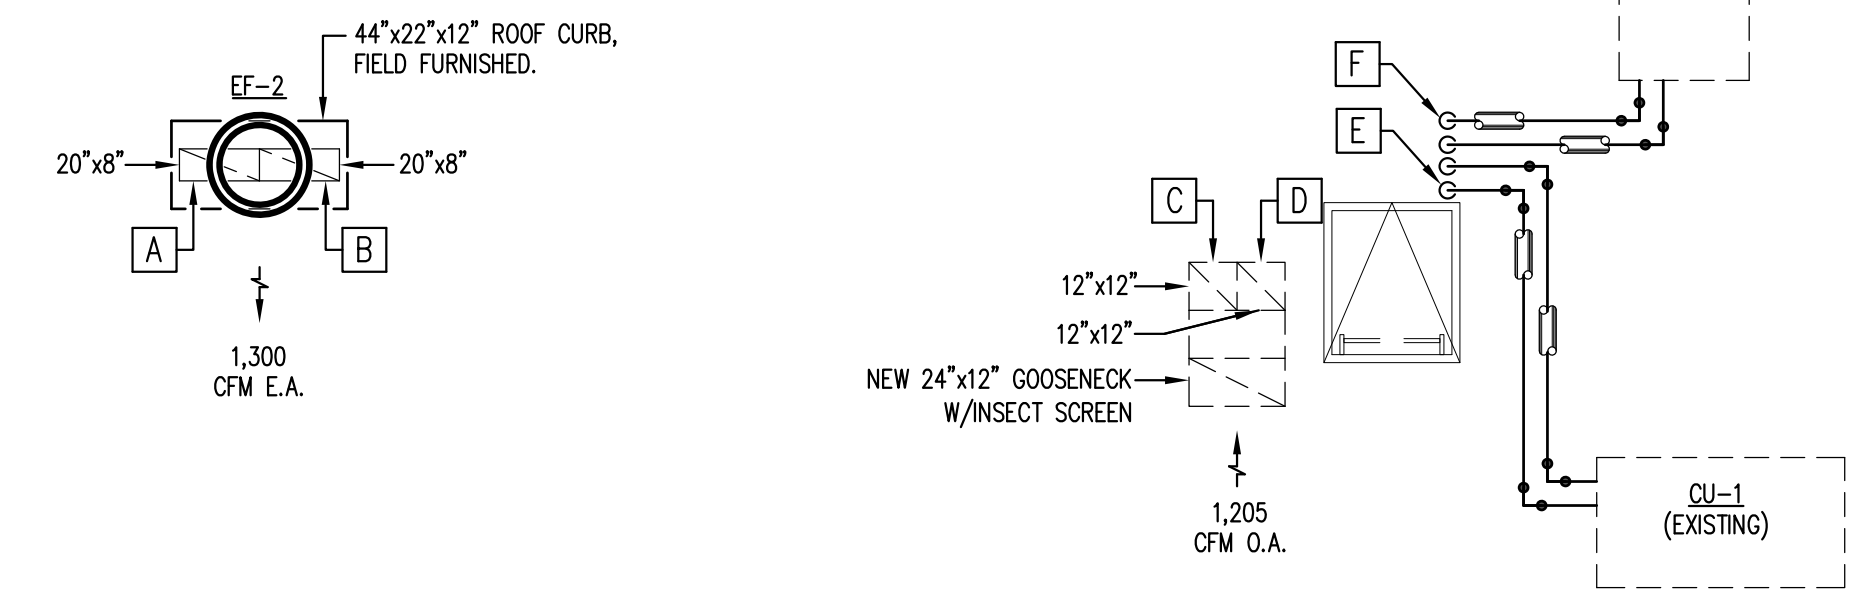 44"x22"x12" ROOF CURB,
FIELD FURNISHED.
EF-2
20"x8"
20"x8"
A
B
1,300
CFM E.A.
F
E
C
D
12"x12"
12"x12"
NEW 24"x12" GOOSENECK
W/INSECT SCREEN
1,205
CFM O.A.
CU-1
(EXISTING)